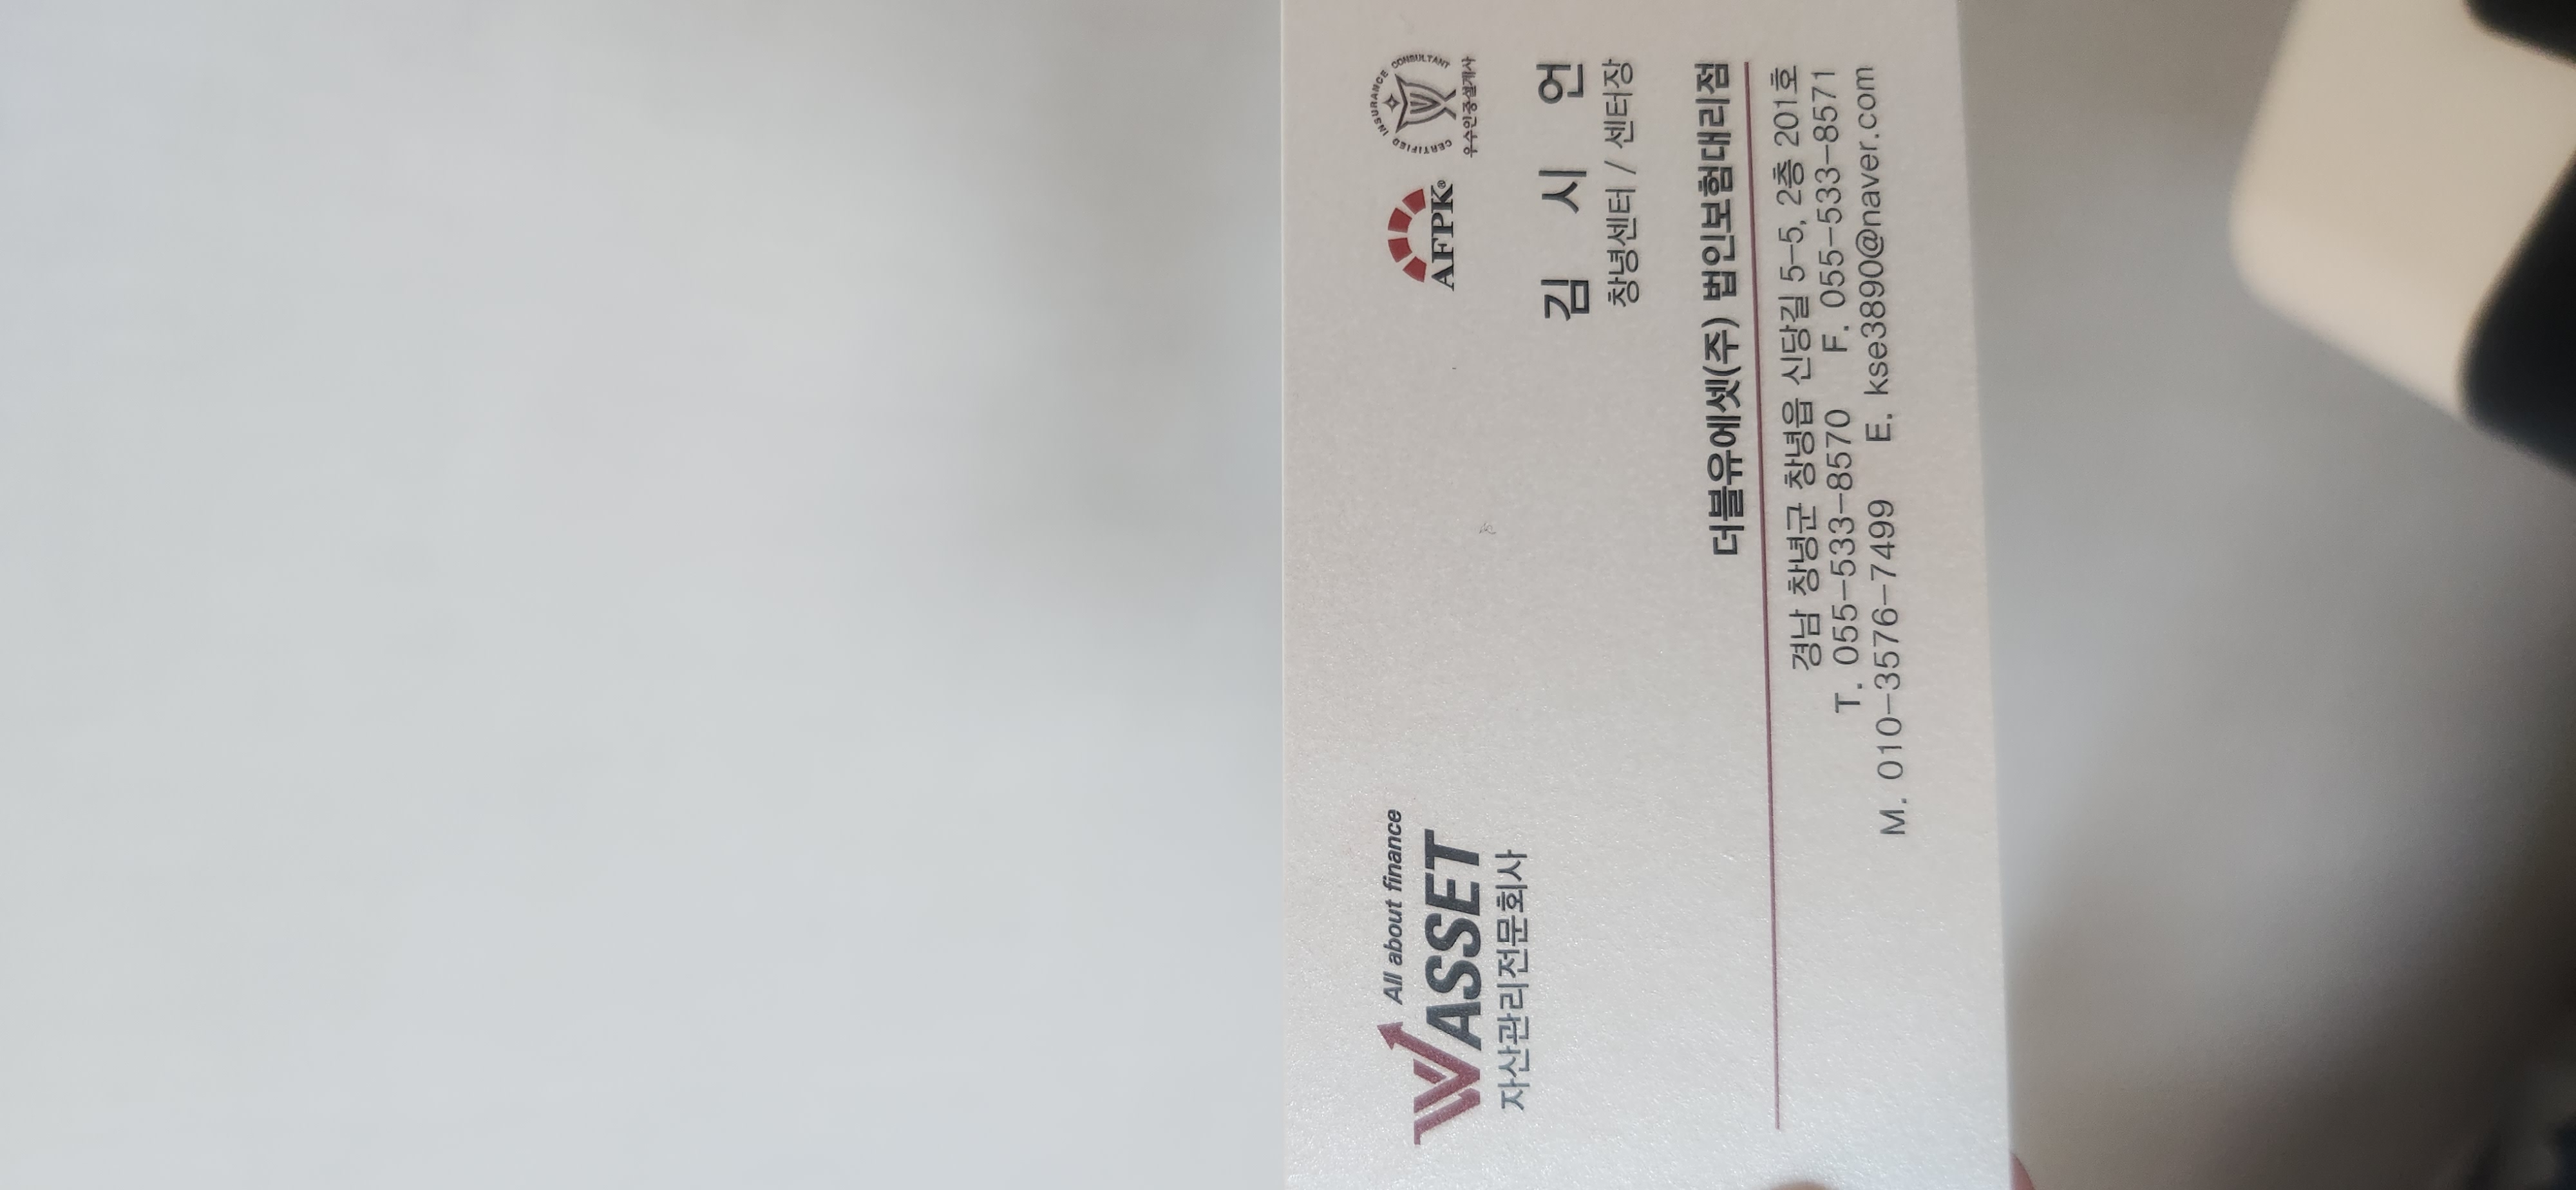 All about finance
WASSET
자산관리전문회사
AFPK®
CERTIFIED INSURANCE CONSULTANT
우수인증설계사
김 시 언
창녕센터 / 센터장
더블유에셋(주) 법인보험대리점
경남 창녕군 창녕읍 신당길 5-5, 2층 201호
T. 055-533-8570 F. 055-533-8571
M. 010-3576-7499 E. kse3890@naver.com